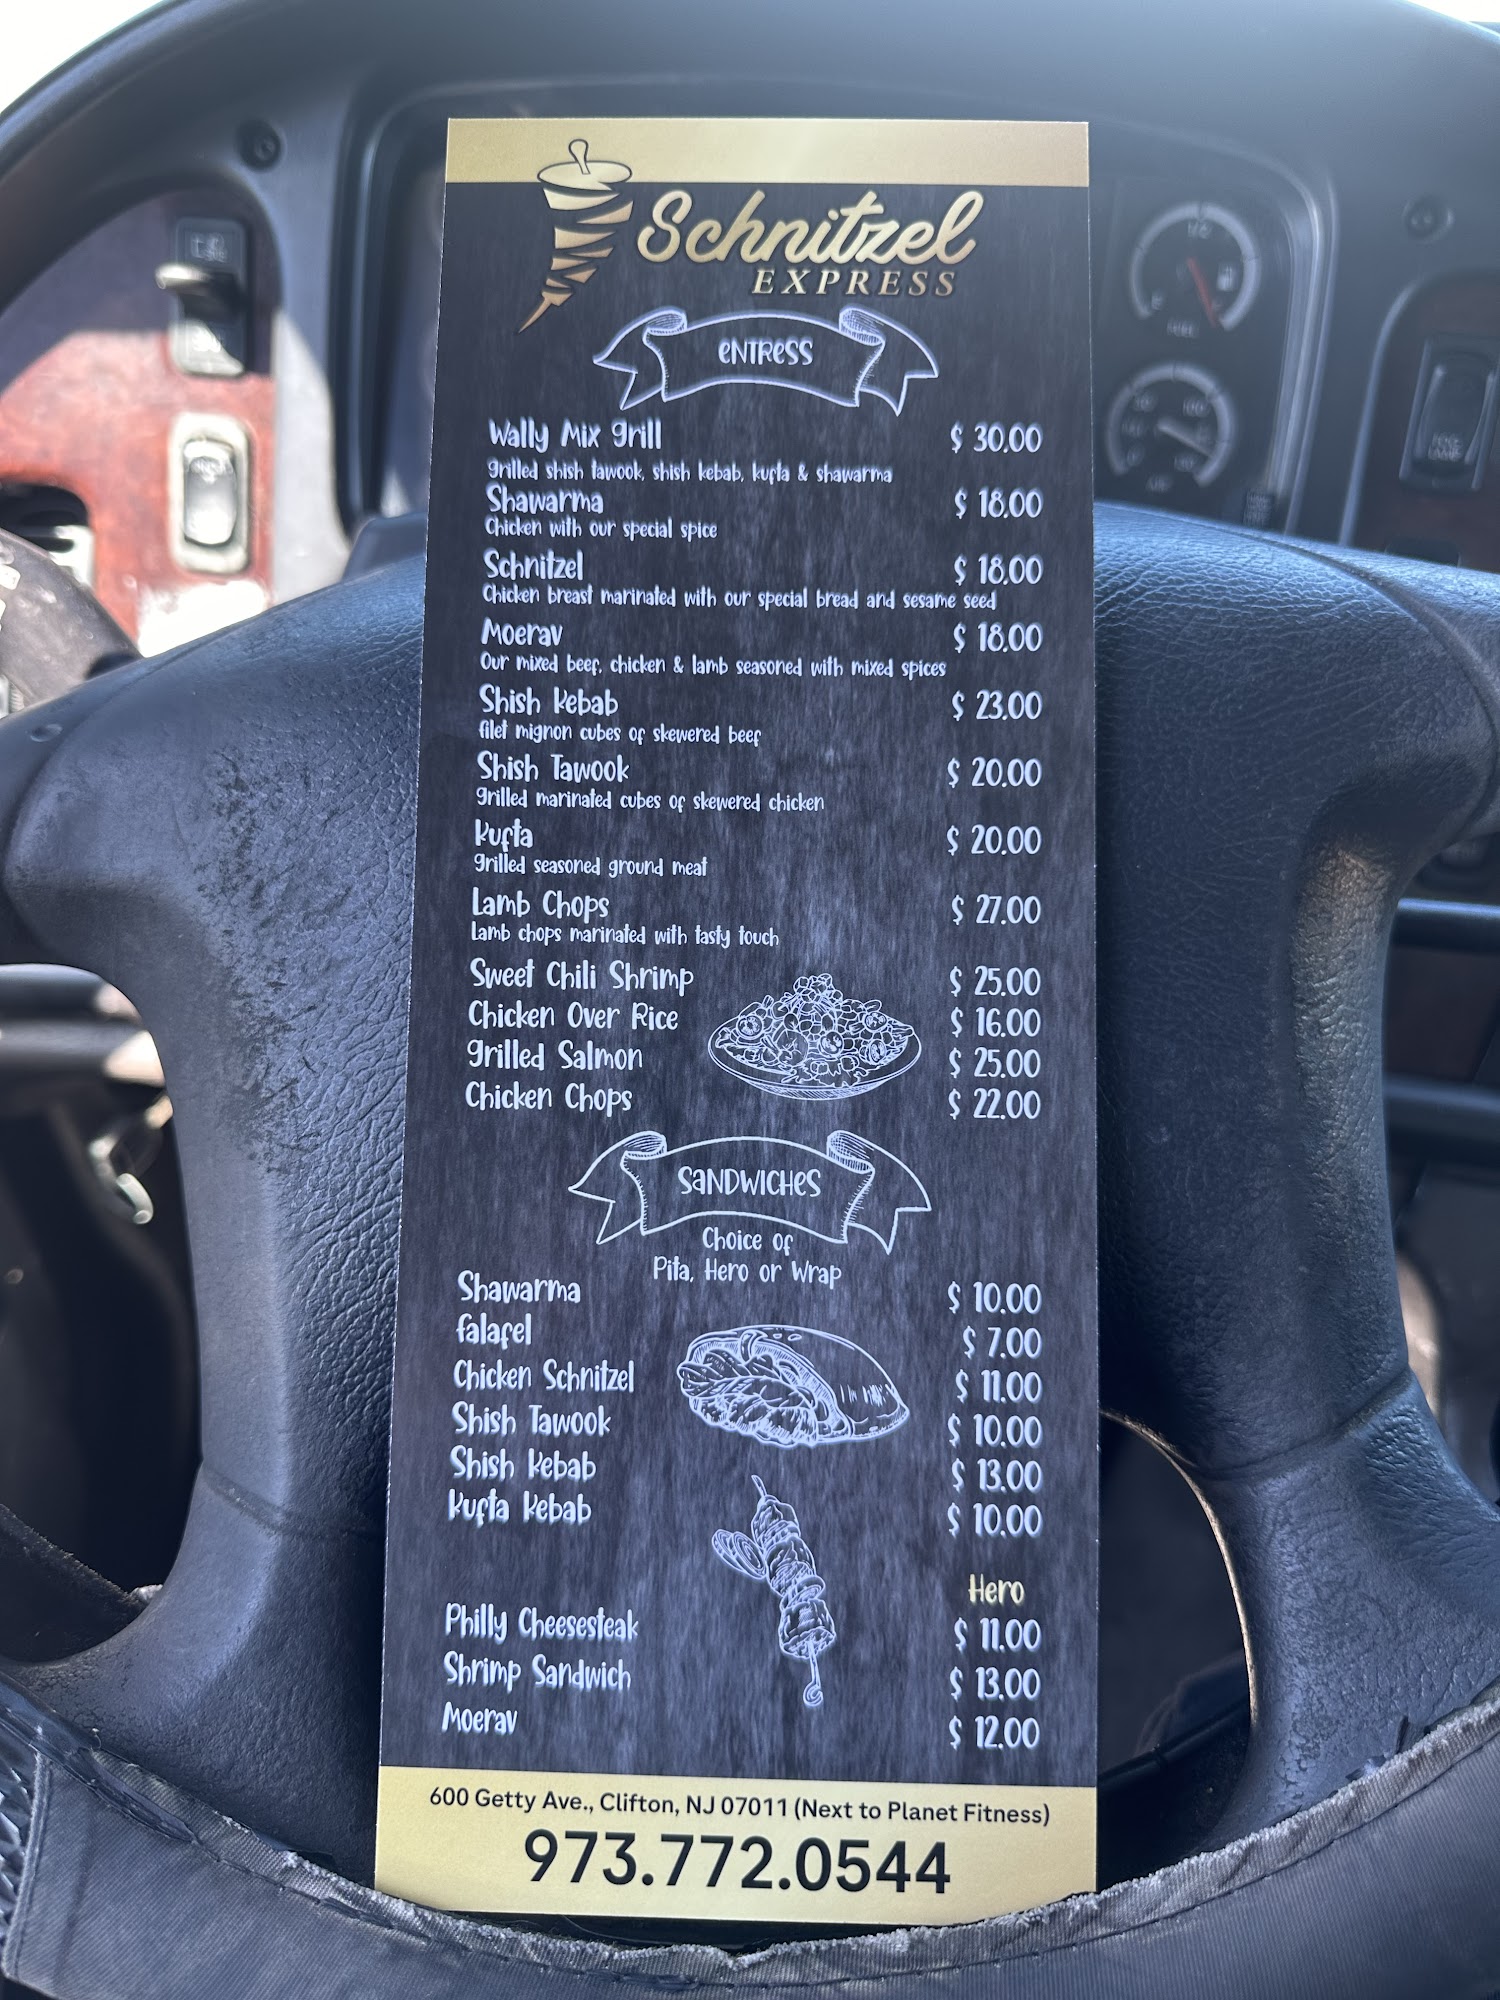 Schnitzel
EXPRESS
ENTRESS
Wally Mix Grill $ 30.00
Grilled shish tawook, shish kebab, kufta & shawarma
Shawarma $ 18.00
Chicken with our special spice
Schnitzel $ 18.00
Chicken breast marinated with our special bread and sesame seed
Moerav $ 18.00
Our mixed beef, chicken & lamb seasoned with mixed spices
Shish Kebab $ 23.00
filet mignon cubes of skewered beef
Shish Tawook $ 20.00
Grilled marinated cubes of skewered chicken
Kufta $ 20.00
Grilled seasoned ground meat
Lamb Chops $ 27.00
Lamb chops marinated with tasty touch
Sweet Chili Shrimp $ 25.00
Chicken Over Rice $ 16.00
Grilled Salmon $ 25.00
Chicken Chops $ 22.00
SANDWICHES
Choice of
Pita, Hero or Wrap
Shawarma $ 10.00
falafel $ 7.00
Chicken Schnitzel $ 11.00
Shish Tawook $ 10.00
Shish Kebab $ 13.00
Kufta Kebab $ 10.00
Hero
Philly Cheesesteak $ 11.00
Shrimp Sandwich $ 13.00
Moerav $ 12.00
600 Getty Ave., Clifton, NJ 07011 (Next to Planet Fitness)
973.772.0544
FUEL